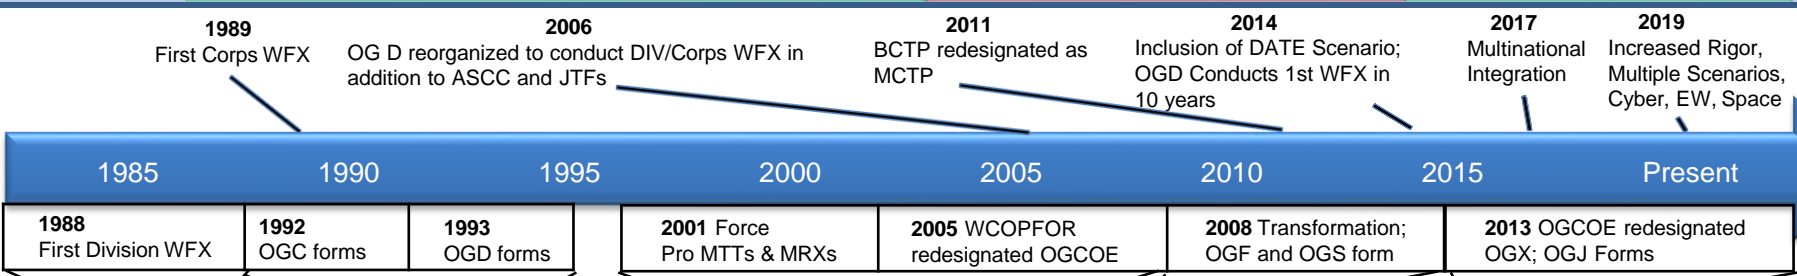 1989
First Corps WFX
2006
OG D reorganized to conduct DIV/Corps WFX in
addition to ASCC and JTFs
2011
BCTP redesignated as
MCTP
2014
Inclusion of DATE Scenario;
OGD Conducts 1st WFX in
10 years
2017
Multinational
Integration
2019
Increased Rigor,
Multiple Scenarios,
Cyber, EW, Space
1985 1990 1995 2000 2005 2010 2015 Present
1988
First Division WFX
1992
OGC forms
1993
OGD forms
2001 Force
Pro MTTs & MRXs
2005 WCOPFOR
redesignated OGCOE
2008 Transformation;
OGF and OGS form
2013 OGCOE redesignated
OGX; OGJ Forms